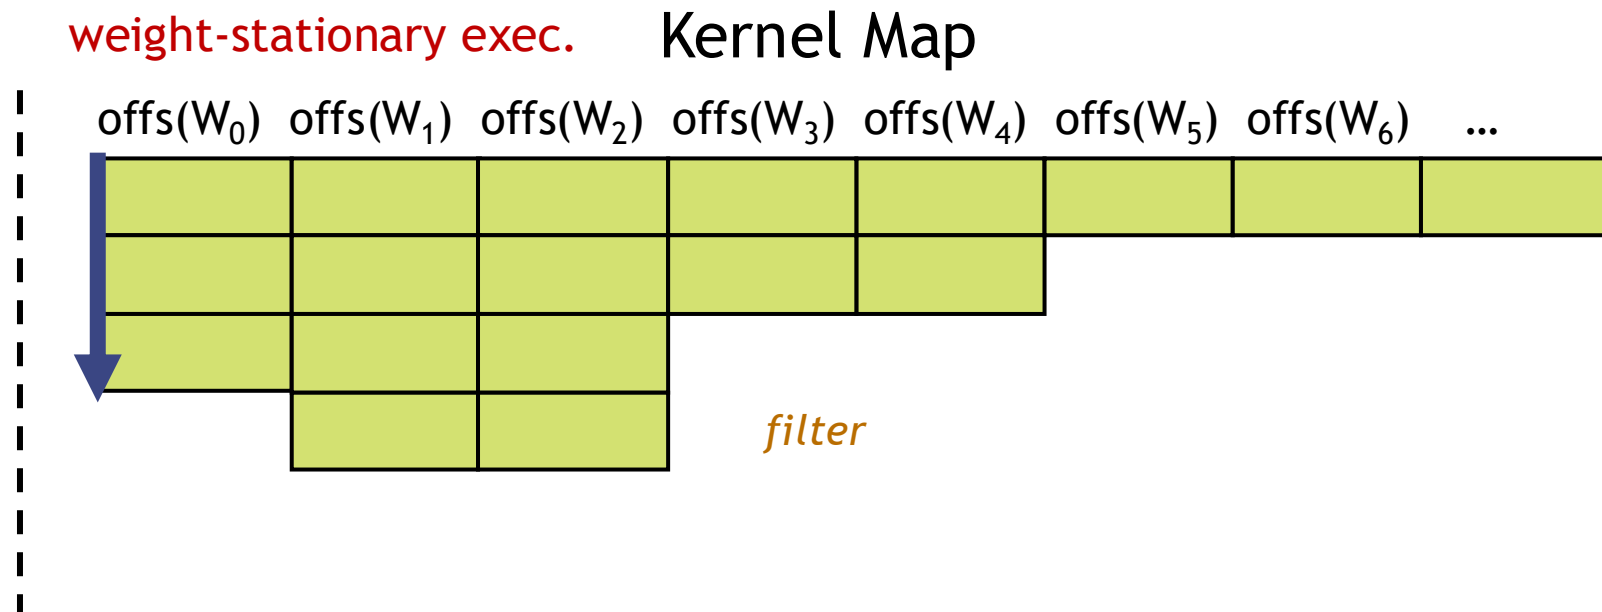 weight-stationary exec. Kernel Map
offs(W₀) offs(W₁) offs(W₂) offs(W₃) offs(W₄) offs(W₅) offs(W₆) ...
filter